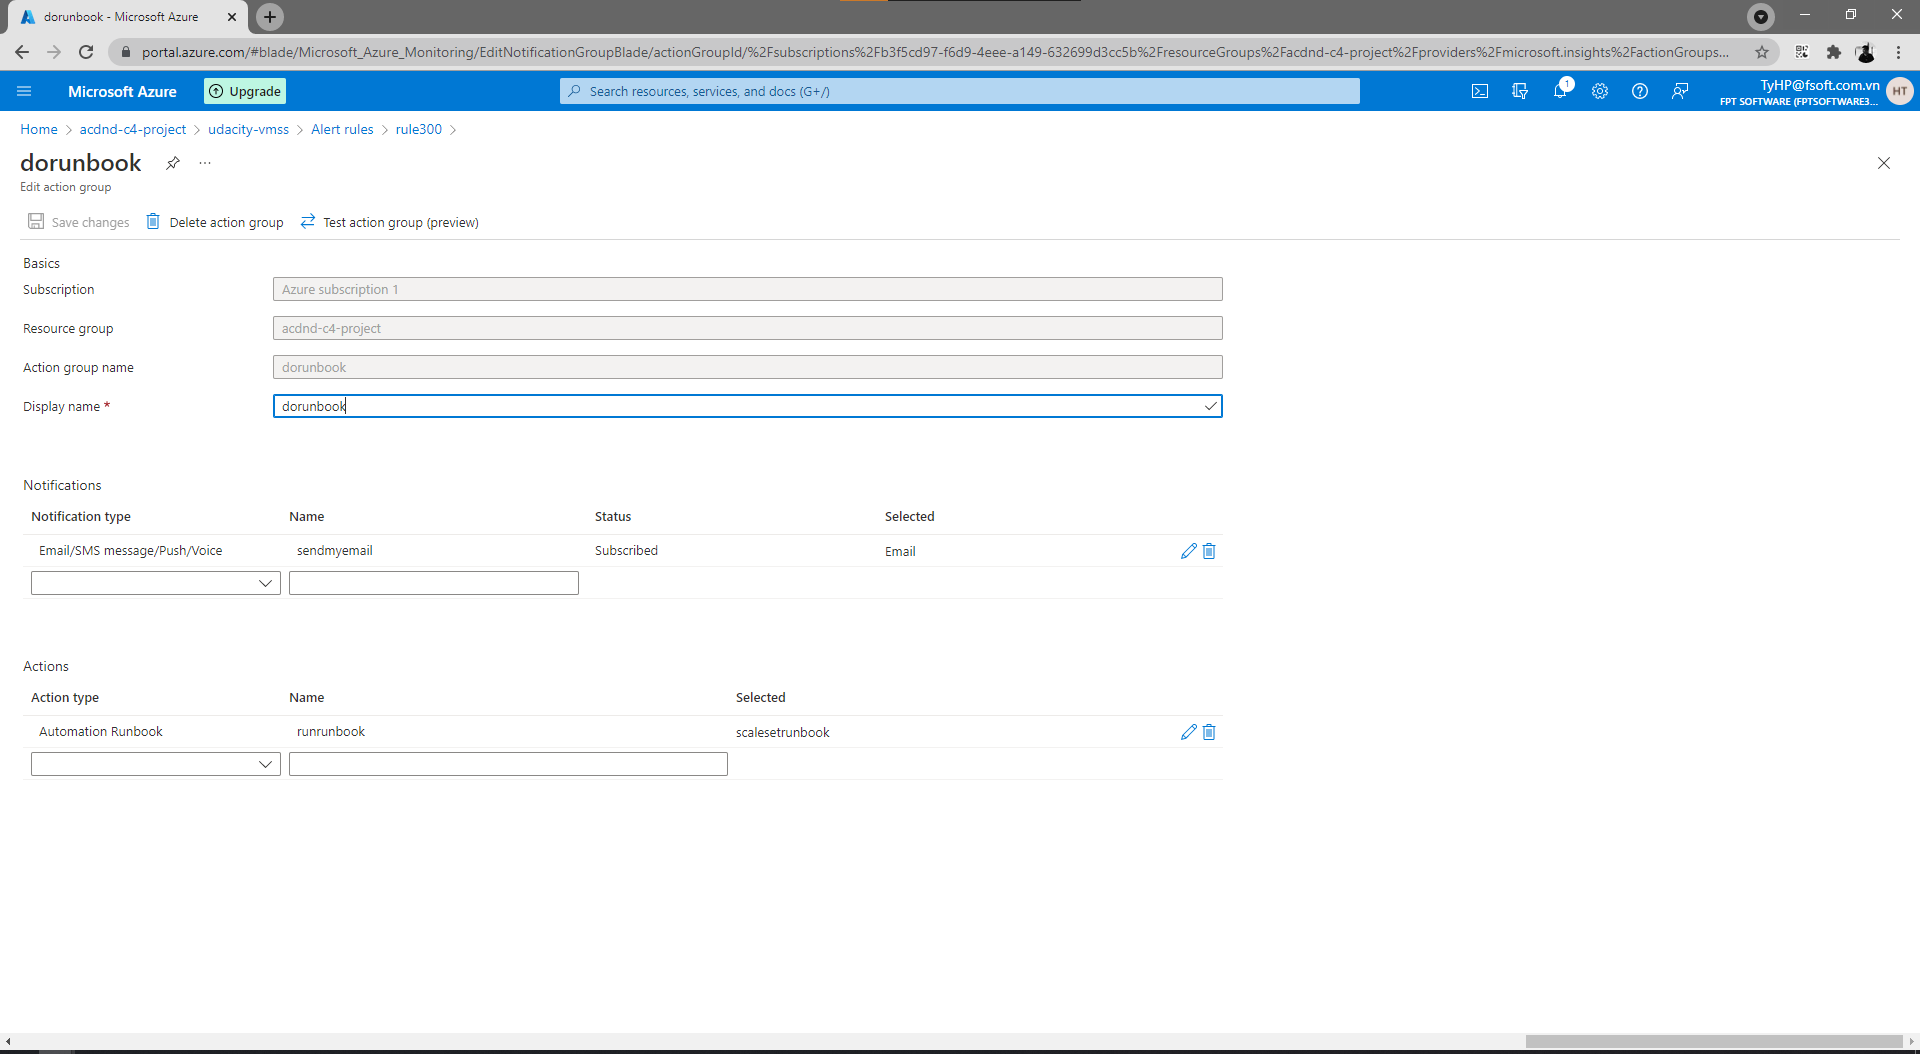 dorunbook - Microsoft Azure
portal.azure.com/#blade/Microsoft_Azure_Monitoring/EditNotificationGroupBlade/actionGroupId/%2Fsubscriptions%2Fb3f5cd97-f6d9-4eee-a149-632699d3cc5b%2FresourceGroups%2Facdnd-c4-project%2Fproviders%2Fmicrosoft.insights%2FactionGroups...
Microsoft Azure
Upgrade
Search resources, services, and docs (G+/)
1
TyHP@fsoft.com.vn
FPT SOFTWARE (FPTSOFTWARE3...
HT
Home > acdnd-c4-project > udacity-vmss > Alert rules > rule300 >
dorunbook
...
Edit action group
Save changes
Delete action group
Test action group (preview)
Basics
Subscription
Azure subscription 1
Resource group
acdnd-c4-project
Action group name
dorunbook
Display name *
dorunbook
Notifications
Notification type Name Status Selected
Email/SMS message/Push/Voice sendmyemail Subscribed Email
Actions
Action type Name Selected
Automation Runbook runrunbook scalesetrunbook